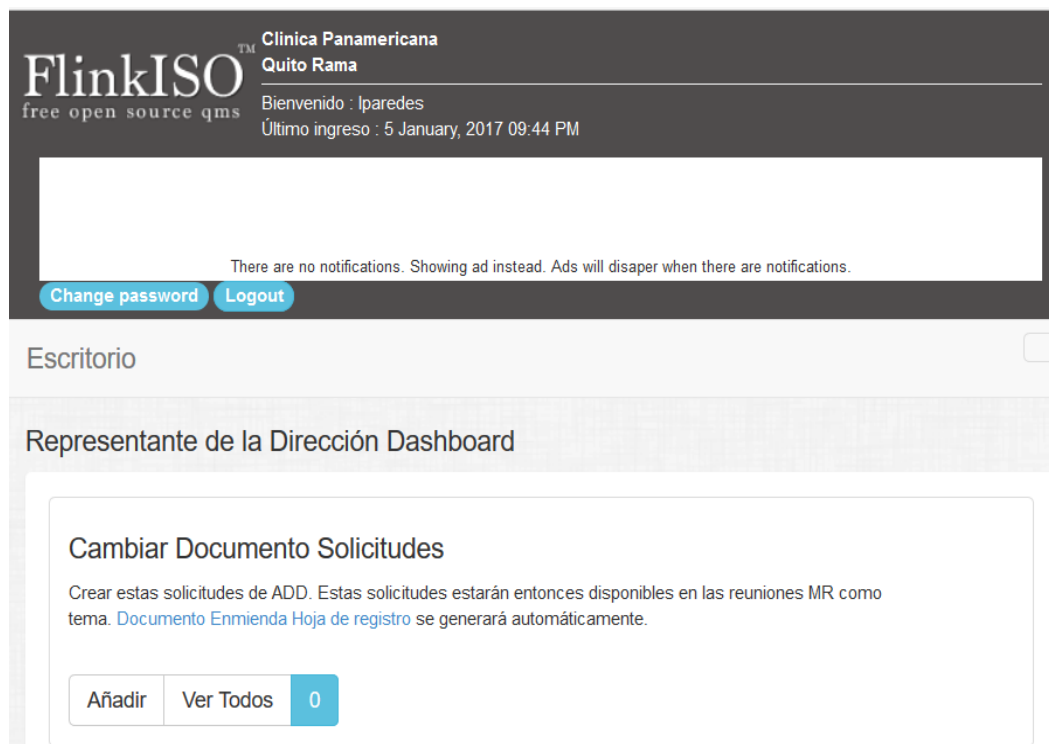 FlinkISO™
free open source qms
Clinica Panamericana
Quito Rama
Bienvenido : lparedes
Último ingreso : 5 January, 2017 09:44 PM
There are no notifications. Showing ad instead. Ads will disaper when there are notifications.
Change password Logout
Escritorio
Representante de la Dirección Dashboard
Cambiar Documento Solicitudes
Crear estas solicitudes de ADD. Estas solicitudes estarán entonces disponibles en las reuniones MR como
tema. Documento Enmienda Hoja de registro se generará automáticamente.
Añadir Ver Todos 0